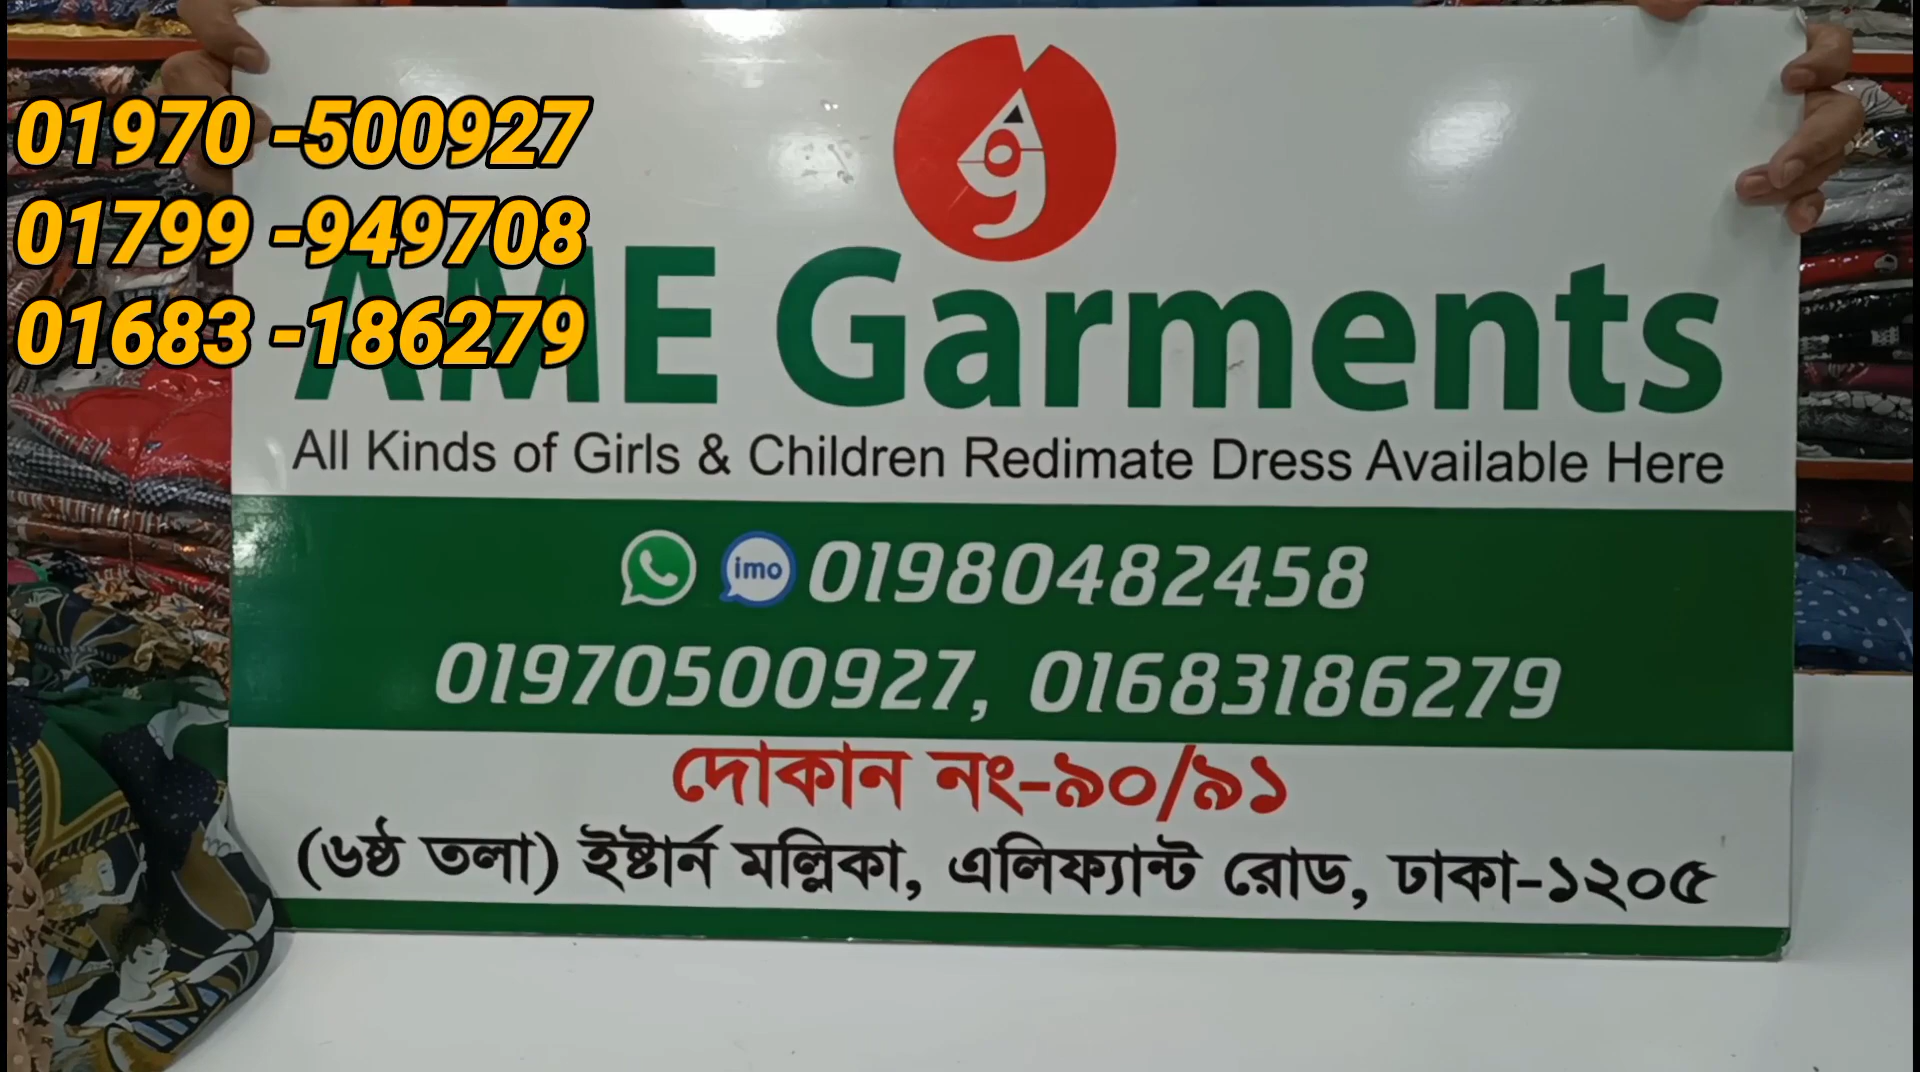 01970 -500927
01799 -949708
01683 -186279
AME Garments
All Kinds of Girls & Children Redimate Dress Available Here
imo 01980482458
01970500927, 01683186279
দোকান নং-৯০/৯১
(৬ষ্ঠ তলা) ইষ্টার্ন মল্লিকা, এলিফ্যান্ট রোড, ঢাকা-১২০৫